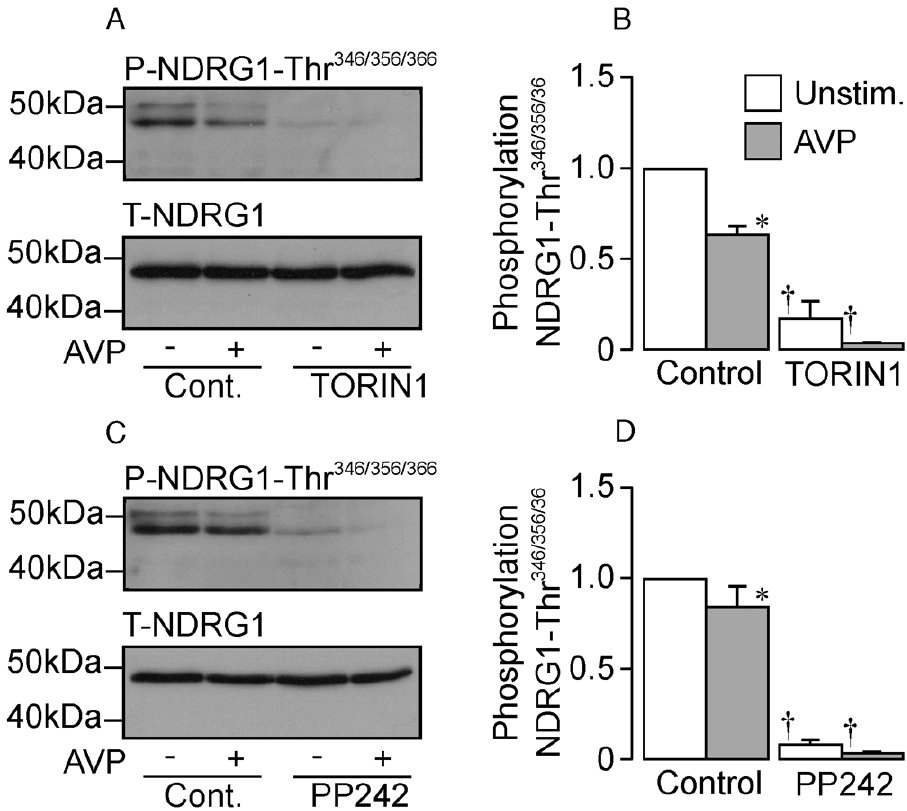 A
P-NDRG1-Thr346/356/366
50kDa
40kDa
T-NDRG1
50kDa
40kDa
AVP - + - +
Cont. TORIN1
B
Phosphorylation
NDRG1-Thr346/356/36
1.5
1.0
0.5
0
Unstim.
AVP
*
†
†
Control TORIN1
C
P-NDRG1-Thr346/356/366
50kDa
40kDa
T-NDRG1
50kDa
40kDa
AVP - + - +
Cont. PP242
D
Phosphorylation
NDRG1-Thr346/356/36
1.5
1.0
0.5
0
*
†
†
Control PP242